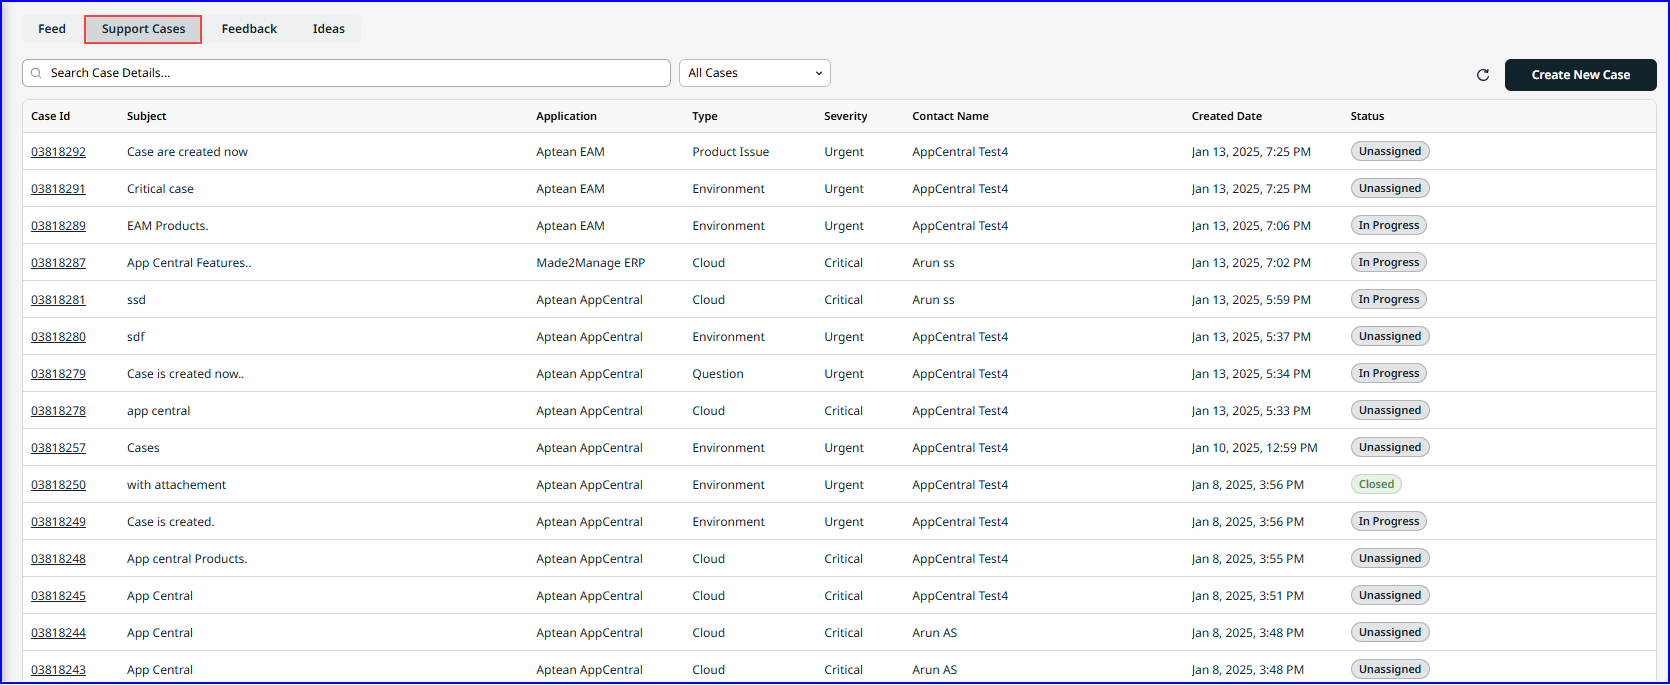 Feed Support Cases Feedback Ideas
Search Case Details... All Cases Create New Case
Case Id Subject Application Type Severity Contact Name Created Date Status
03818292 Case are created now Aptean EAM Product Issue Urgent AppCentral Test4 Jan 13, 2025, 7:25 PM Unassigned
03818291 Critical case Aptean EAM Environment Urgent AppCentral Test4 Jan 13, 2025, 7:25 PM Unassigned
03818289 EAM Products. Aptean EAM Environment Urgent AppCentral Test4 Jan 13, 2025, 7:06 PM In Progress
03818287 App Central Features.. Made2Manage ERP Cloud Critical Arun ss Jan 13, 2025, 7:02 PM In Progress
03818281 ssd Aptean AppCentral Cloud Critical Arun ss Jan 13, 2025, 5:59 PM In Progress
03818280 sdf Aptean AppCentral Environment Urgent AppCentral Test4 Jan 13, 2025, 5:37 PM Unassigned
03818279 Case is created now.. Aptean AppCentral Question Urgent AppCentral Test4 Jan 13, 2025, 5:34 PM In Progress
03818278 app central Aptean AppCentral Cloud Critical AppCentral Test4 Jan 13, 2025, 5:33 PM Unassigned
03818257 Cases Aptean AppCentral Environment Urgent AppCentral Test4 Jan 10, 2025, 12:59 PM Unassigned
03818250 with attachement Aptean AppCentral Environment Urgent AppCentral Test4 Jan 8, 2025, 3:56 PM Closed
03818249 Case is created. Aptean AppCentral Environment Urgent AppCentral Test4 Jan 8, 2025, 3:56 PM In Progress
03818248 App central Products. Aptean AppCentral Cloud Critical AppCentral Test4 Jan 8, 2025, 3:55 PM Unassigned
03818245 App Central Aptean AppCentral Cloud Critical AppCentral Test4 Jan 8, 2025, 3:51 PM Unassigned
03818244 App Central Aptean AppCentral Cloud Critical Arun AS Jan 8, 2025, 3:48 PM Unassigned
03818243 App Central Aptean AppCentral Cloud Critical Arun AS Jan 8, 2025, 3:48 PM Unassigned